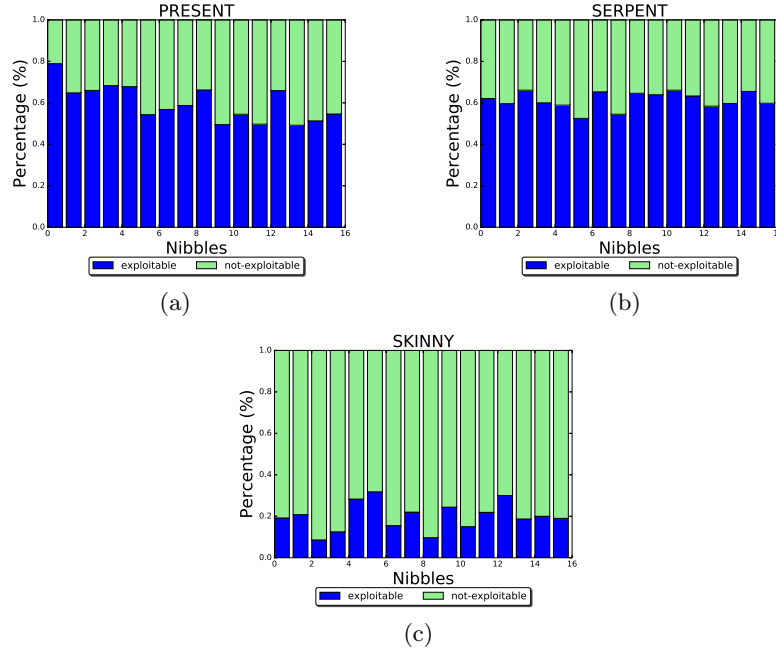 PRESENT
Percentage (%)
1.0
0.8
0.6
0.4
0.2
0.0
0 2 4 6 8 10 12 14 16
Nibbles
exploitable not-exploitable
(a)
SERPENT
Percentage (%)
1.0
0.8
0.6
0.4
0.2
0.0
0 2 4 6 8 10 12 14 16
Nibbles
exploitable not-exploitable
(b)
SKINNY
Percentage (%)
1.0
0.8
0.6
0.4
0.2
0.0
0 2 4 6 8 10 12 14 16
Nibbles
exploitable not-exploitable
(c)